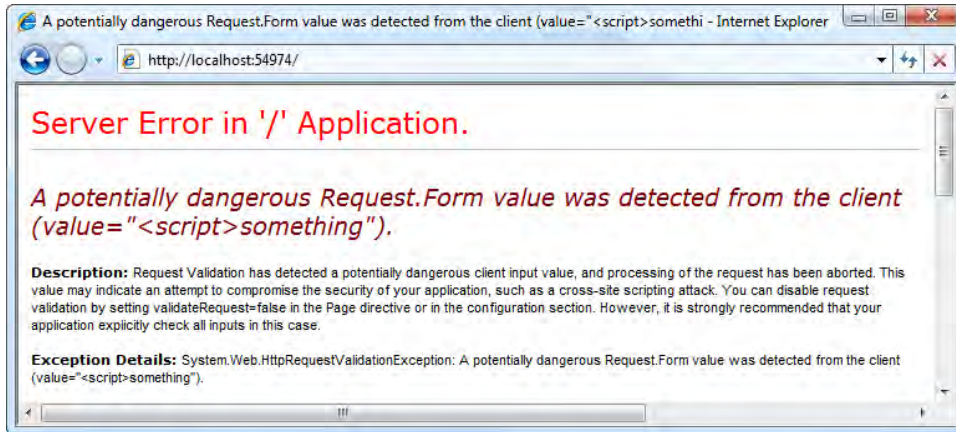 A potentially dangerous Request.Form value was detected from the client (value="<script>somethi - Internet Explorer
http://localhost:54974/
Server Error in '/' Application.
A potentially dangerous Request.Form value was detected from the client
(value="<script>something").
Description: Request Validation has detected a potentially dangerous client input value, and processing of the request has been aborted. This
value may indicate an attempt to compromise the security of your application, such as a cross-site scripting attack. You can disable request
validation by setting validateRequest=false in the Page directive or in the configuration section. However, it is strongly recommended that your
application explicitly check all inputs in this case.
Exception Details: System.Web.HttpRequestValidationException: A potentially dangerous Request.Form value was detected from the client
(value="<script>something").